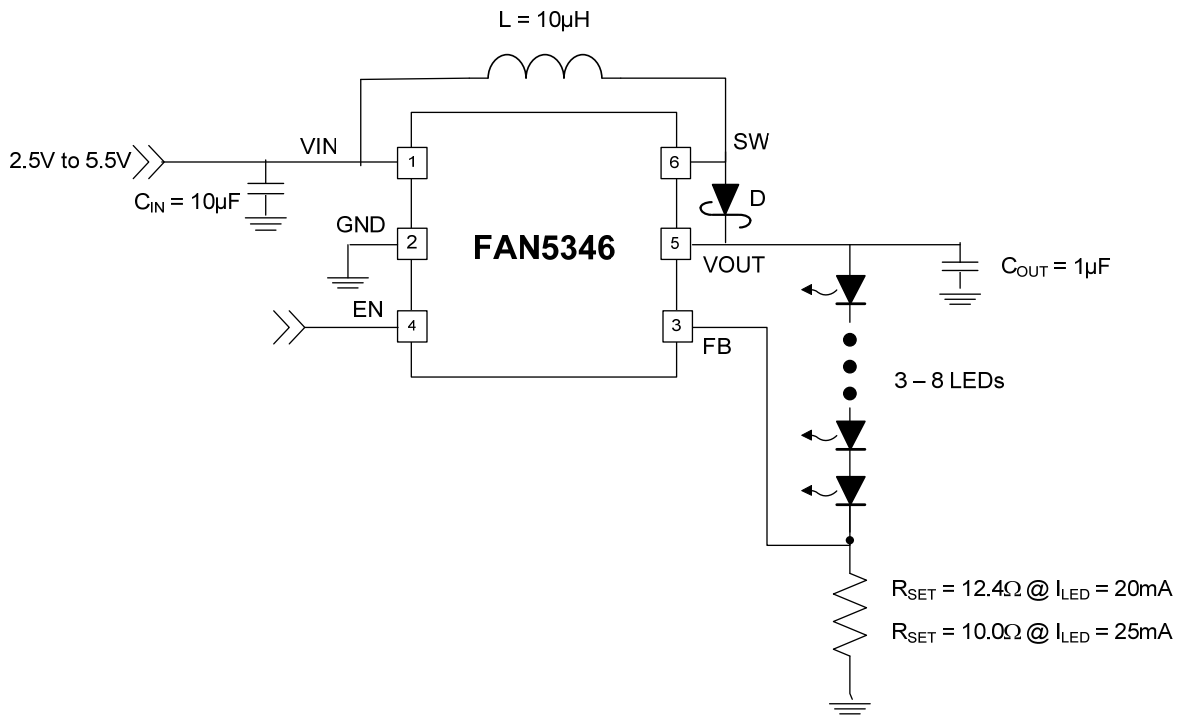 L = 10µH
2.5V to 5.5V
VIN
C_IN = 10µF
1
6
SW
D
GND
2
FAN5346
5
VOUT
C_OUT = 1µF
EN
4
3
FB
3 – 8 LEDs
R_SET = 12.4Ω @ I_LED = 20mA
R_SET = 10.0Ω @ I_LED = 25mA